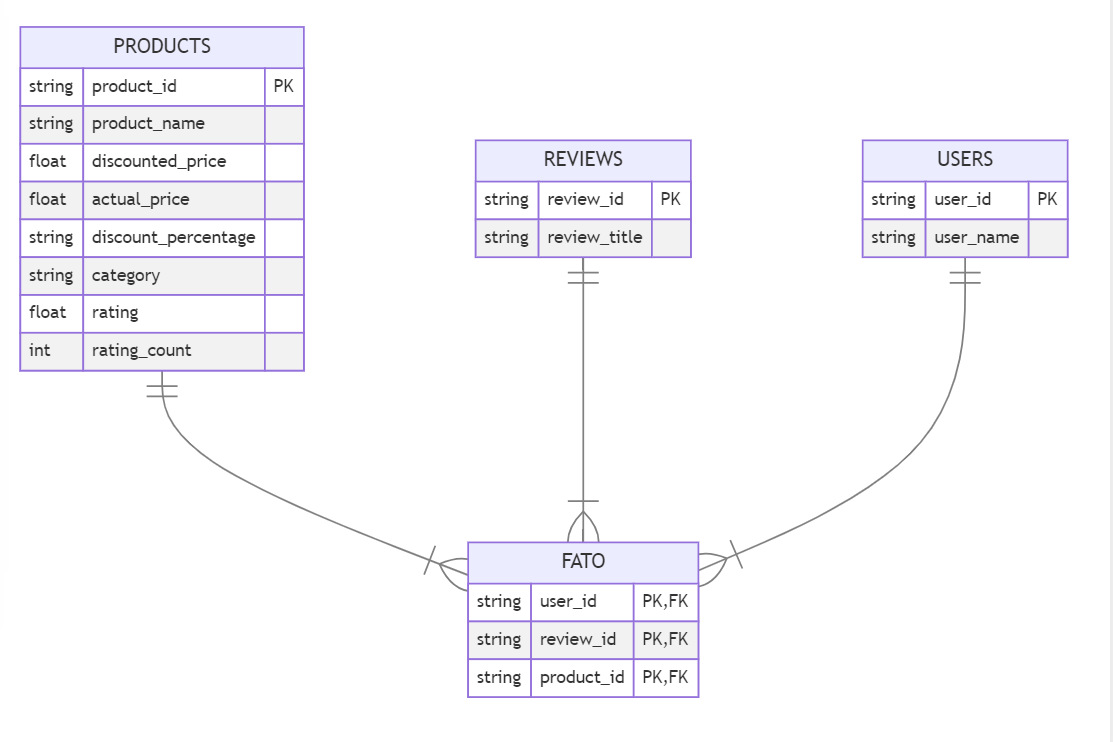 PRODUCTS
string product_id PK
string product_name
float discounted_price
float actual_price
string discount_percentage
string category
float rating
int rating_count
REVIEWS
string review_id PK
string review_title
USERS
string user_id PK
string user_name
FATO
string user_id PK,FK
string review_id PK,FK
string product_id PK,FK